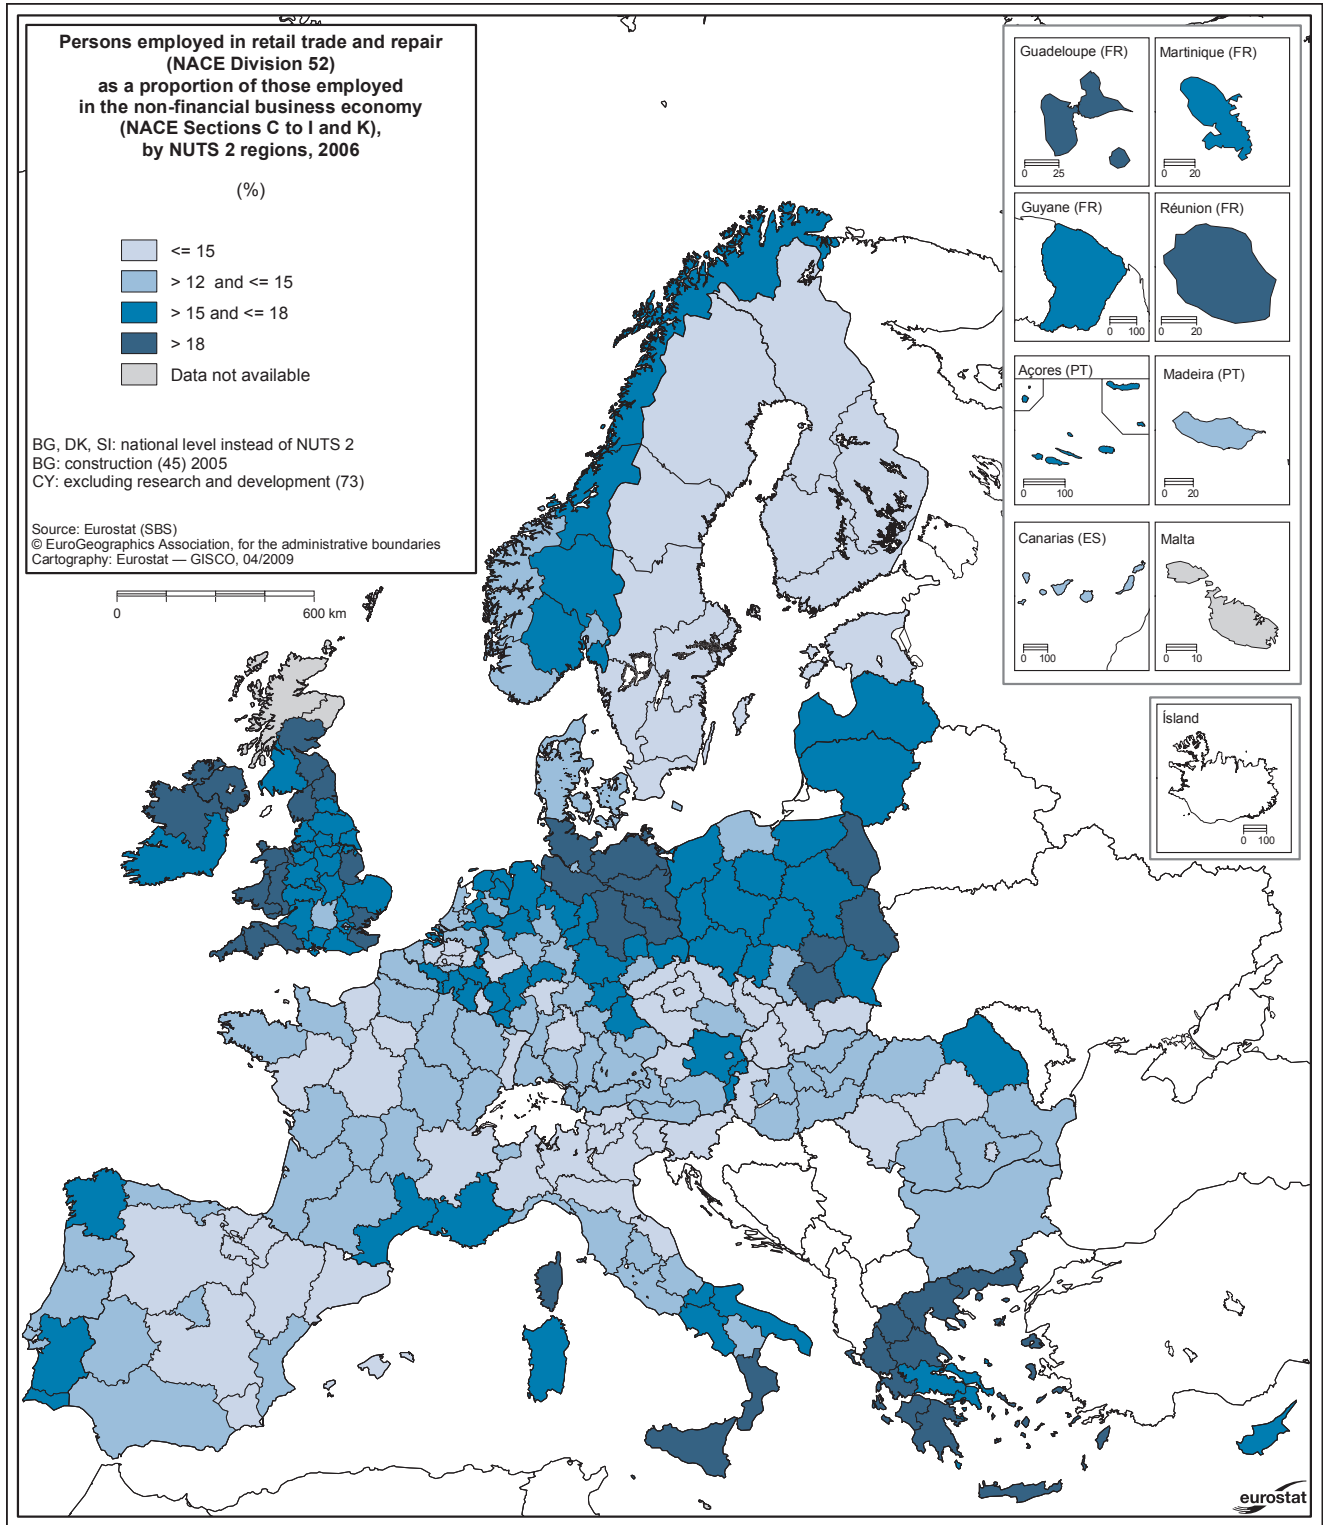 Persons employed in retail trade and repair
(NACE Division 52)
as a proportion of those employed
in the non-financial business economy
(NACE Sections C to I and K),
by NUTS 2 regions, 2006
(%)
<= 15
> 12 and <= 15
> 15 and <= 18
> 18
Data not available
BG, DK, SI: national level instead of NUTS 2
BG: construction (45) 2005
CY: excluding research and development (73)
Source: Eurostat (SBS)
© EuroGeographics Association, for the administrative boundaries
Cartography: Eurostat — GISCO, 04/2009
0 600 km
Guadeloupe (FR)
0 25
Martinique (FR)
0 20
Guyane (FR)
0 100
Réunion (FR)
0 20
Açores (PT)
0 100
Madeira (PT)
0 20
Canarias (ES)
0 100
Malta
0 10
Ísland
0 100
eurostat